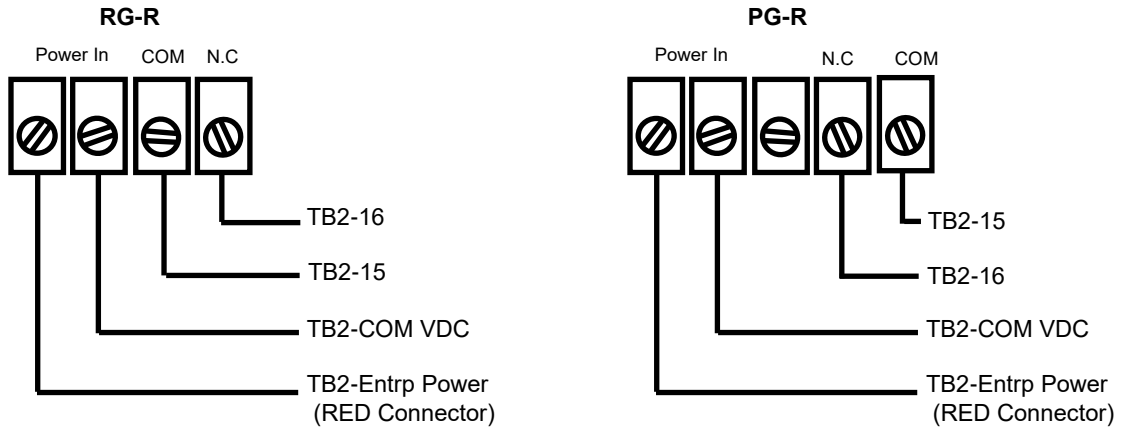 RG-R
Power In COM N.C
TB2-16
TB2-15
TB2-COM VDC
TB2-Entrp Power
(RED Connector)
PG-R
Power In N.C COM
TB2-15
TB2-16
TB2-COM VDC
TB2-Entrp Power
(RED Connector)